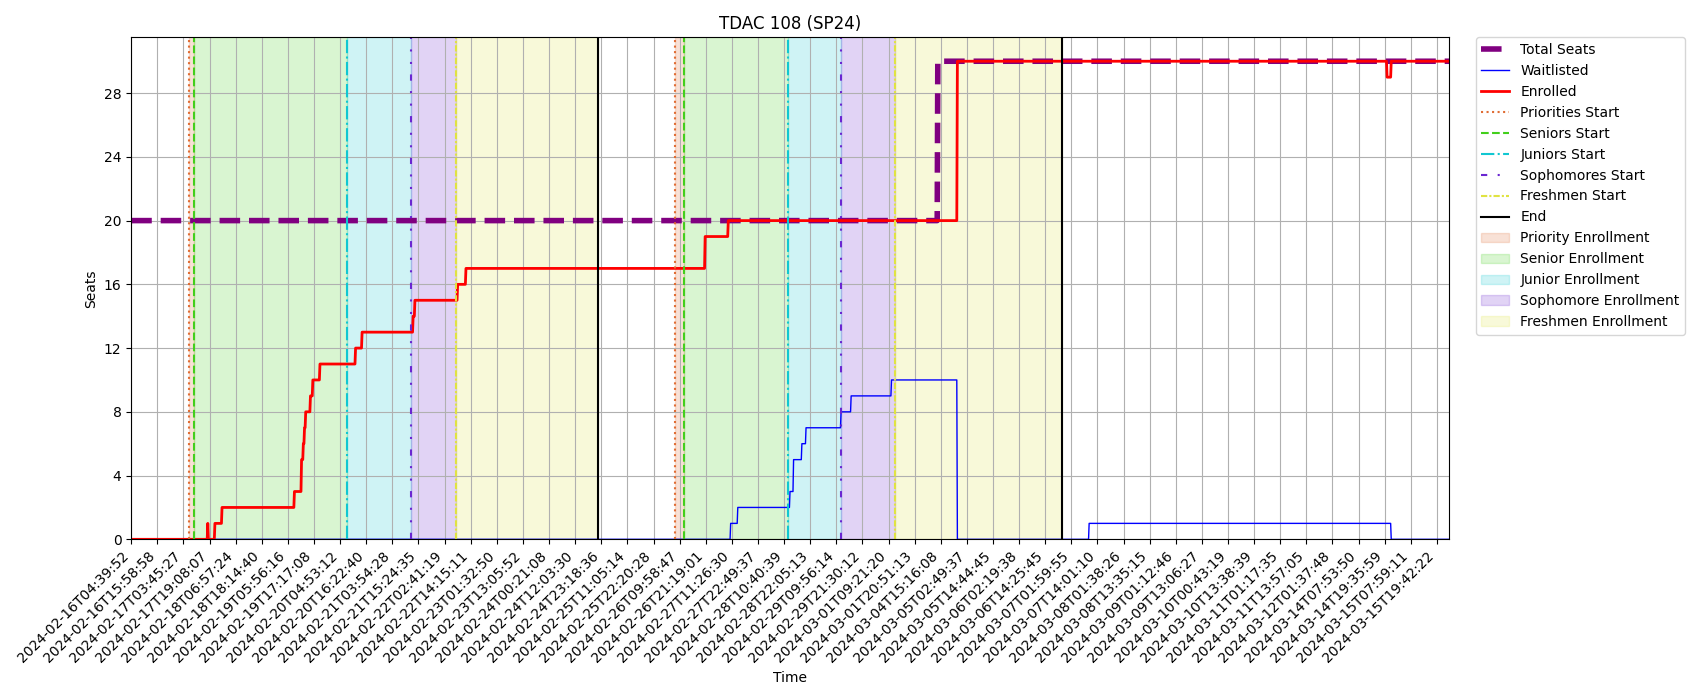 TDAC 108 (SP24)
Total Seats
Waitlisted
Enrolled
Priorities Start
Seniors Start
Juniors Start
Sophomores Start
Freshmen Start
End
Priority Enrollment
Senior Enrollment
Junior Enrollment
Sophomore Enrollment
Freshmen Enrollment
Seats
28
24
20
16
12
8
4
0
2024-02-16T04:39:52
2024-02-16T15:58:58
2024-02-17T03:45:27
2024-02-17T19:08:07
2024-02-18T06:57:24
2024-02-18T18:14:40
2024-02-19T05:56:16
2024-02-19T17:17:08
2024-02-20T04:53:12
2024-02-20T16:22:40
2024-02-21T03:54:28
2024-02-21T15:24:35
2024-02-22T02:41:19
2024-02-22T14:15:11
2024-02-23T01:32:50
2024-02-23T13:05:52
2024-02-24T00:21:08
2024-02-24T12:03:30
2024-02-24T23:18:36
2024-02-25T11:05:14
2024-02-25T22:20:28
2024-02-26T09:58:47
2024-02-26T21:19:01
2024-02-27T11:26:30
2024-02-27T22:49:37
2024-02-28T10:40:39
2024-02-28T22:05:13
2024-02-29T09:56:14
2024-02-29T21:30:12
2024-03-01T09:21:20
2024-03-01T20:51:13
2024-03-04T15:16:08
2024-03-05T02:49:37
2024-03-05T14:44:45
2024-03-06T02:19:38
2024-03-06T14:25:45
2024-03-07T01:59:55
2024-03-07T14:01:10
2024-03-08T01:38:26
2024-03-08T13:35:15
2024-03-09T01:12:46
2024-03-09T13:06:27
2024-03-10T00:43:19
2024-03-10T13:38:39
2024-03-11T01:17:35
2024-03-11T13:57:05
2024-03-12T01:37:48
2024-03-14T07:53:50
2024-03-14T19:35:59
2024-03-15T07:59:11
2024-03-15T19:42:22
Time